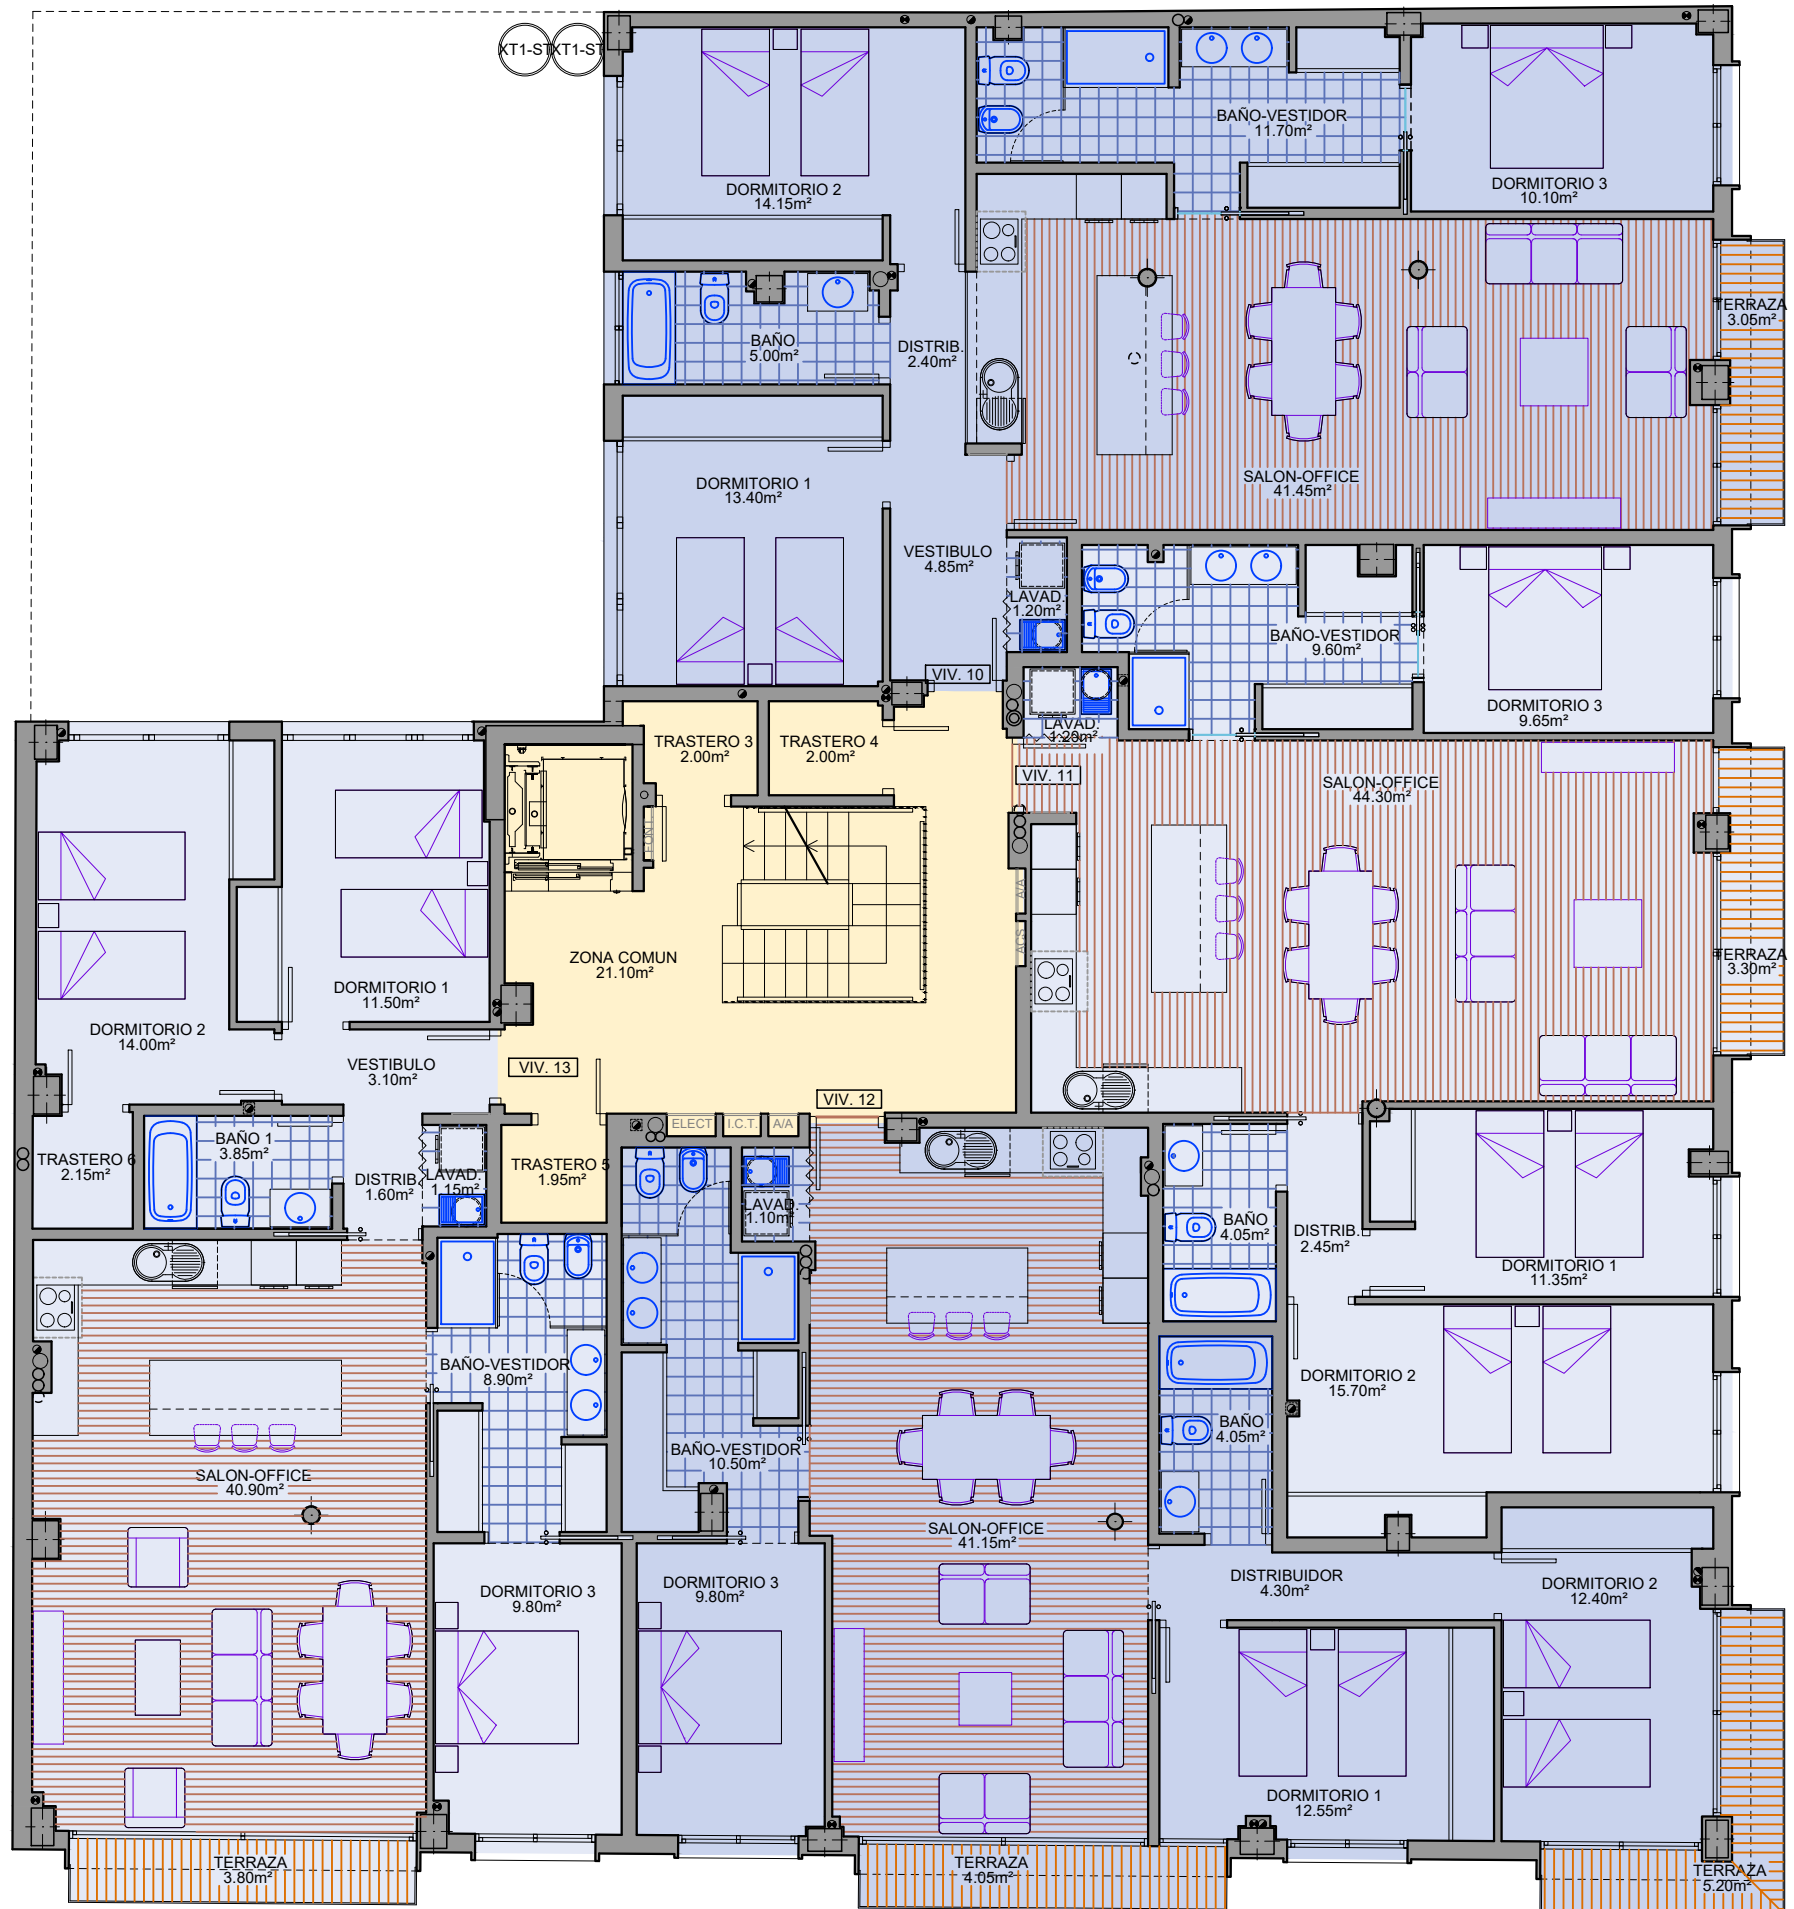 XT1-ST
XT1-ST
DORMITORIO 2
14.15m²
BAÑO-VESTIDOR
11.70m²
DORMITORIO 3
10.10m²
BAÑO
5.00m²
DISTRIB.
2.40m²
TERRAZA
3.05m²
DORMITORIO 1
13.40m²
SALON-OFFICE
41.45m²
VESTIBULO
4.85m²
LAVAD.
1.20m²
BAÑO-VESTIDOR
9.60m²
VIV. 10
DORMITORIO 3
9.65m²
LAVAD.
1.20m²
TRASTERO 3
2.00m²
TRASTERO 4
2.00m²
VIV. 11
SALON-OFFICE
44.30m²
FONT.
A/A
ACS
ZONA COMUN
21.10m²
TERRAZA
3.30m²
DORMITORIO 1
11.50m²
DORMITORIO 2
14.00m²
VESTIBULO
3.10m²
VIV. 13
VIV. 12
ELECT
I.C.T.
A/A
BAÑO 1
3.85m²
TRASTERO 6
2.15m²
DISTRIB.
1.60m²
LAVAD.
1.15m²
TRASTERO 5
1.95m²
LAVAD.
1.10m²
BAÑO
4.05m²
DISTRIB.
2.45m²
DORMITORIO 1
11.35m²
BAÑO-VESTIDOR
8.90m²
DORMITORIO 2
15.70m²
BAÑO
4.05m²
BAÑO-VESTIDOR
10.50m²
SALON-OFFICE
40.90m²
SALON-OFFICE
41.15m²
DORMITORIO 3
9.80m²
DORMITORIO 3
9.80m²
DISTRIBUIDOR
4.30m²
DORMITORIO 2
12.40m²
DORMITORIO 1
12.55m²
TERRAZA
3.80m²
TERRAZA
4.05m²
TERRAZA
5.20m²